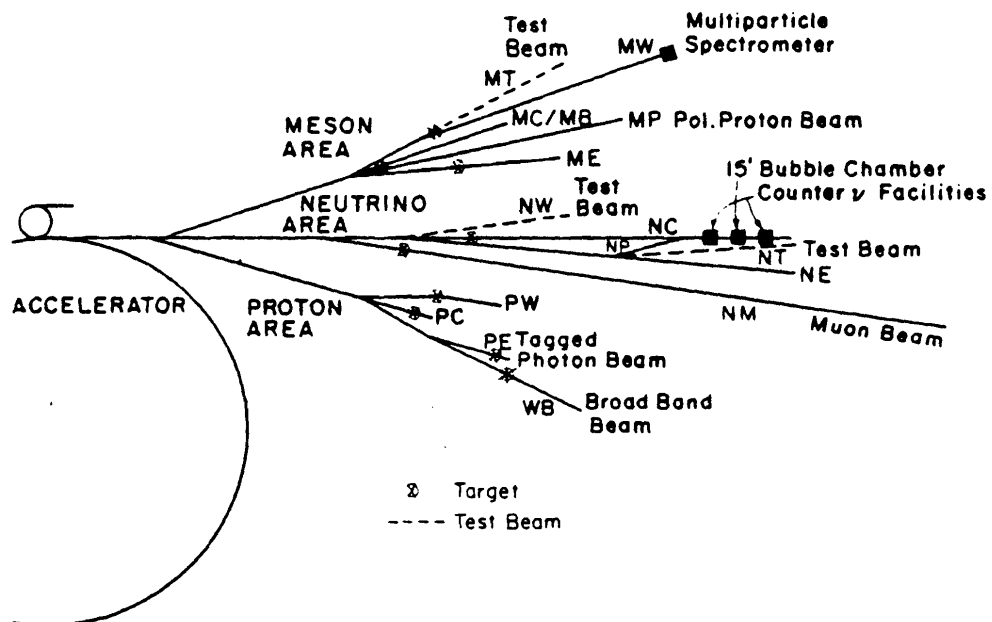 Test
Beam
MW
Multiparticle
Spectrometer
MT
MESON
AREA
MC/MB
MP Pol. Proton Beam
ME
15' Bubble Chamber
Counter ν Facilities
NEUTRINO
AREA
NW
Test
Beam
NC
NP
NT
Test Beam
NE
ACCELERATOR
PROTON
AREA
PW
PC
NM
Muon Beam
PE Tagged
Photon Beam
WB
Broad Band
Beam
Target
Test Beam